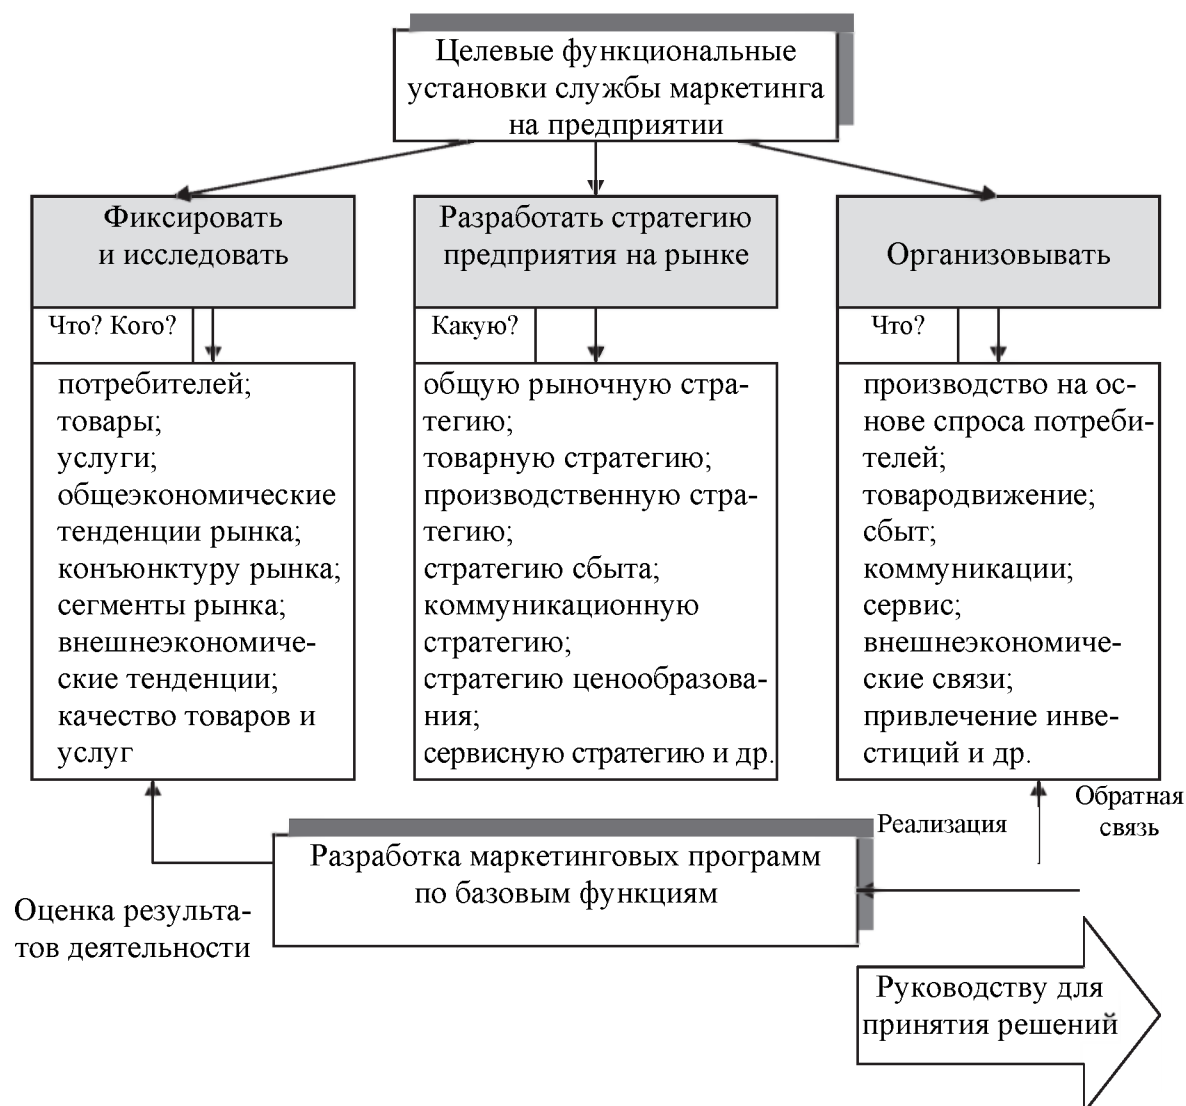 Целевые функциональные
установки службы маркетинга
на предприятии
Фиксировать
и исследовать
Что? Кого?
потребителей;
товары;
услуги;
общеэкономические
тенденции рынка;
конъюнктуру рынка;
сегменты рынка;
внешнеэкономиче-
ские тенденции;
качество товаров и
услуг
Разработать стратегию
предприятия на рынке
Какую?
общую рыночную стра-
тегию;
товарную стратегию;
производственную стра-
тегию;
стратегию сбыта;
коммуникационную
стратегию;
стратегию ценообразова-
ния;
сервисную стратегию и др.
Организовывать
Что?
производство на ос-
нове спроса потреби-
телей;
товародвижение;
сбыт;
коммуникации;
сервис;
внешнеэкономиче-
ские связи;
привлечение инве-
стиций и др.
Обратная
связь
Реализация
Разработка маркетинговых программ
по базовым функциям
Оценка результа-
тов деятельности
Руководству для
принятия решений